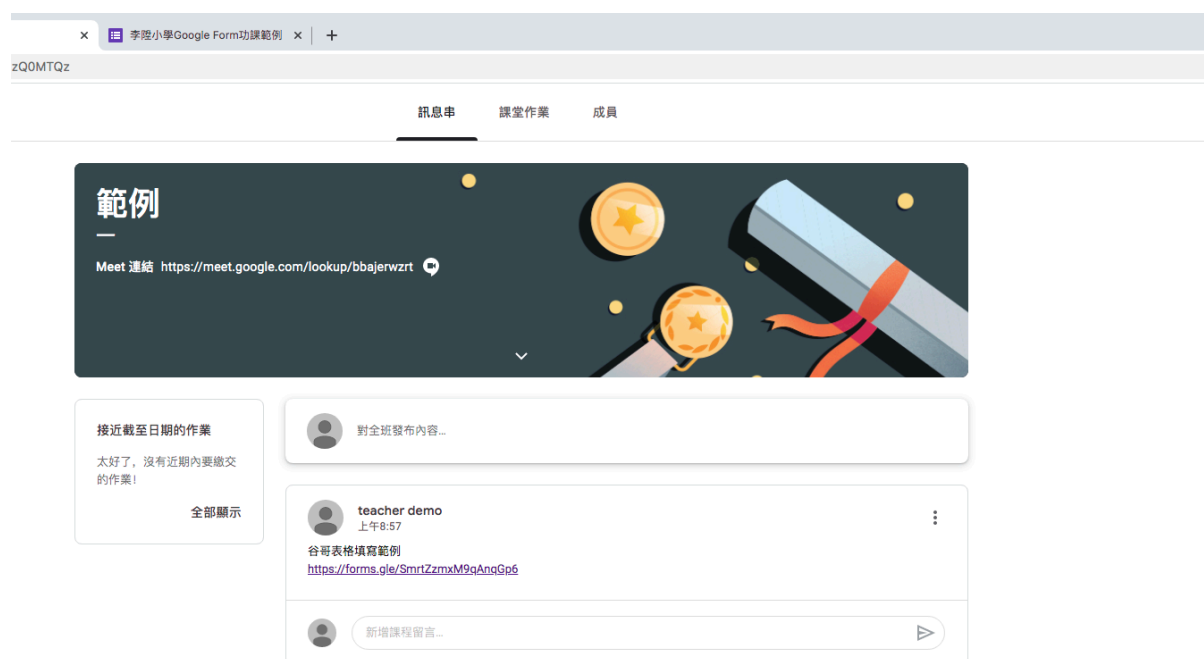 李陞小學Google Form功課範例
zQ0MTQz
訊息串
課堂作業
成員
範例
Meet 連結 https://meet.google.com/lookup/bbajerwzrt
接近截至日期的作業
太好了，沒有近期內要繳交
的作業！
全部顯示
對全班發布內容…
teacher demo
上午8:57
谷哥表格填寫範例
https://forms.gle/SmrtZzmxM9qAnqGp6
新增課程留言…